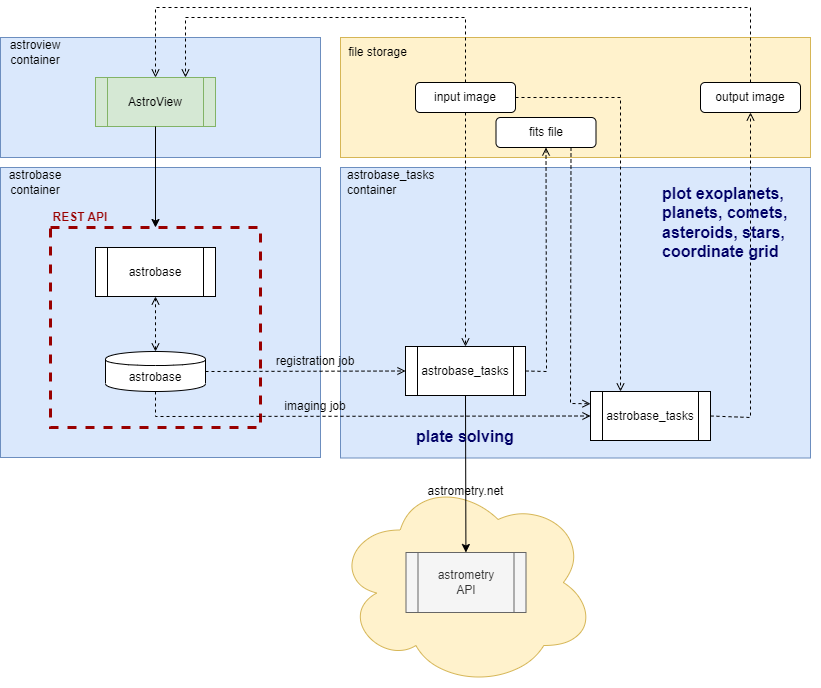 astroview
container
AstroView
file storage
input image
output image
fits file
astrobase
container
REST API
astrobase
astrobase
astrobase_tasks
container
plot exoplanets,
planets, comets,
asteroids, stars,
coordinate grid
registration job
astrobase_tasks
imaging job
astrobase_tasks
plate solving
astrometry.net
astrometry
API